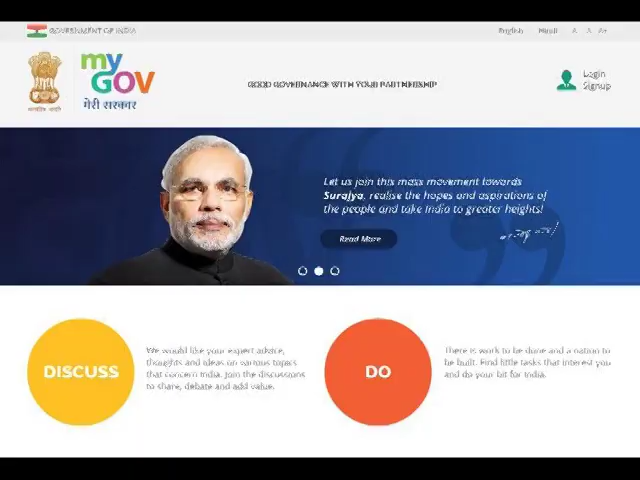 GOVERNMENT OF INDIA
English Hindi A A A+
my
GOV
मेरी सरकार
GOOD GOVERNANCE WITH YOUR PARTNERSHIP
Login
Signup
Let us join this mass movement towards
Surajya, realise the hopes and aspirations of
the people and take India to greater heights!
Read More
DISCUSS
We would like your expert advice,
thoughts and ideas on various topics
that concern India. Join the discussions
to share, debate and add value.
DO
There is work to be done and a nation to
be built. Find little tasks that interest you
and do your bit for India.